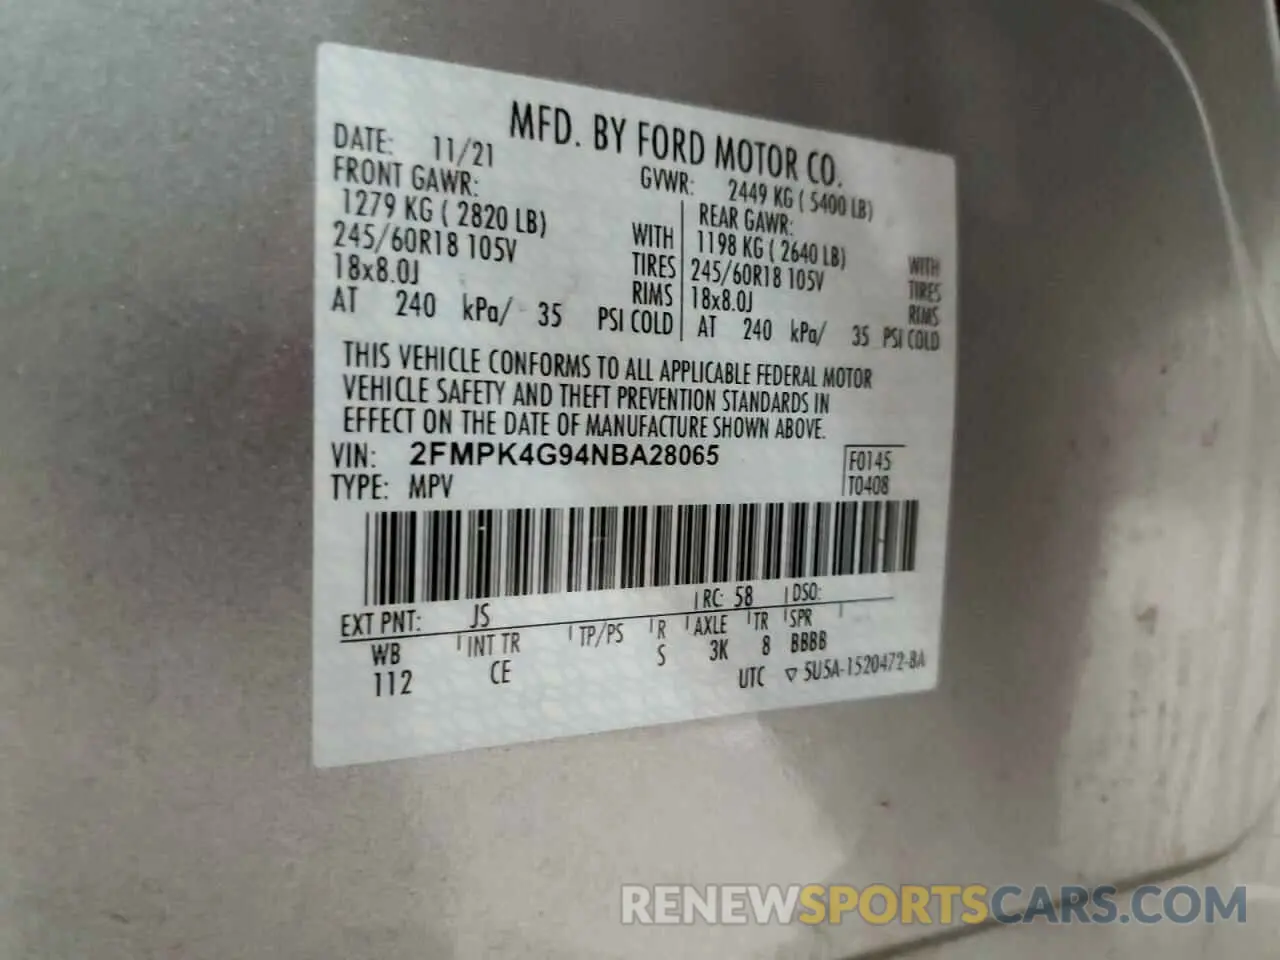 MFD. BY FORD MOTOR CO.
DATE: 11/21 GVWR: 2449 KG ( 5400 LB)
FRONT GAWR: REAR GAWR:
1279 KG ( 2820 LB) WITH 1198 KG ( 2640 LB) WITH
245/60R18 105V TIRES 245/60R18 105V TIRES
18x8.0J RIMS 18x8.0J RIMS
AT 240 kPa/ 35 PSI COLD AT 240 kPa/ 35 PSI COLD
THIS VEHICLE CONFORMS TO ALL APPLICABLE FEDERAL MOTOR
VEHICLE SAFETY AND THEFT PREVENTION STANDARDS IN
EFFECT ON THE DATE OF MANUFACTURE SHOWN ABOVE.
VIN: 2FMPK4G94NBA28065 F0145
TYPE: MPV T0408
EXT PNT: JS RC: 58 DSO:
WB INT TR TP/PS R AXLE TR SPR
112 CE S 3K 8 BBBB
UTC ▽ 5U5A-1520472-BA
RENEWSPORTSCARS.COM